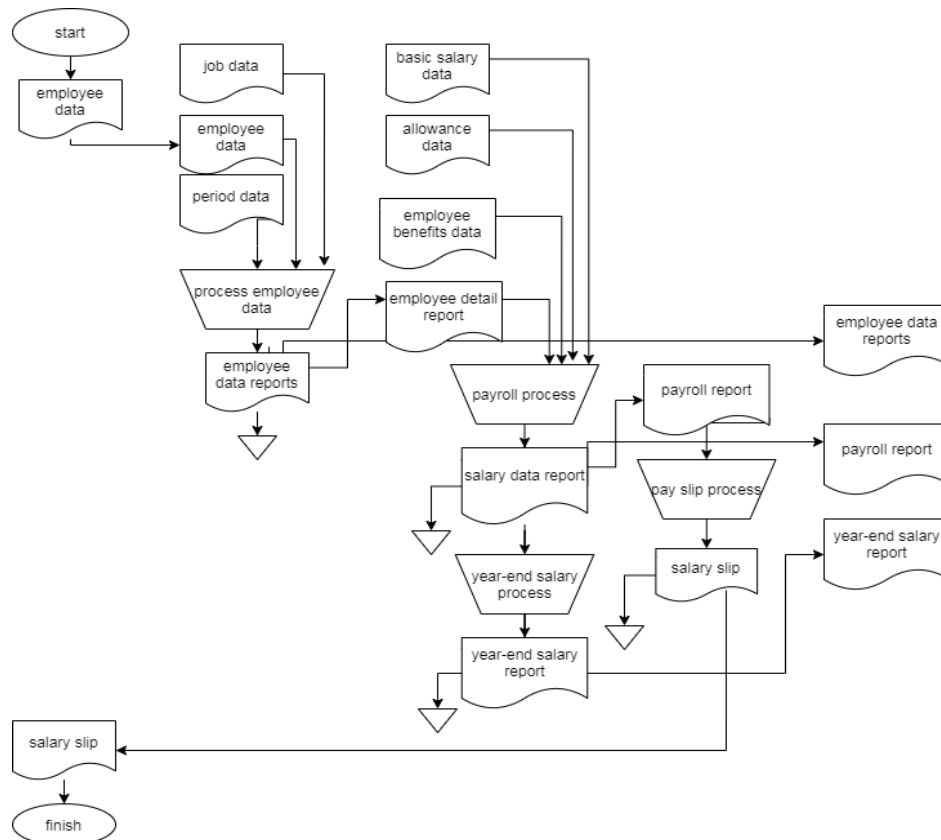 start
employee
data
job data
employee
data
period data
process employee
data
employee
data reports
basic salary
data
allowance
data
employee
benefits data
employee detail
report
payroll process
salary data report
year-end salary
process
year-end salary
report
payroll report
pay slip process
salary slip
employee data
reports
payroll report
year-end salary
report
salary slip
finish